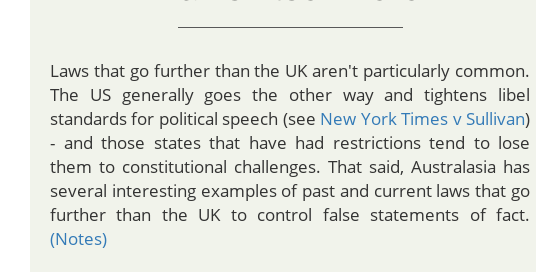 Laws that go further than the UK aren't particularly common.
The US generally goes the other way and tightens libel
standards for political speech (see New York Times v Sullivan)
- and those states that have had restrictions tend to lose
them to constitutional challenges. That said, Australasia has
several interesting examples of past and current laws that go
further than the UK to control false statements of fact.
(Notes)